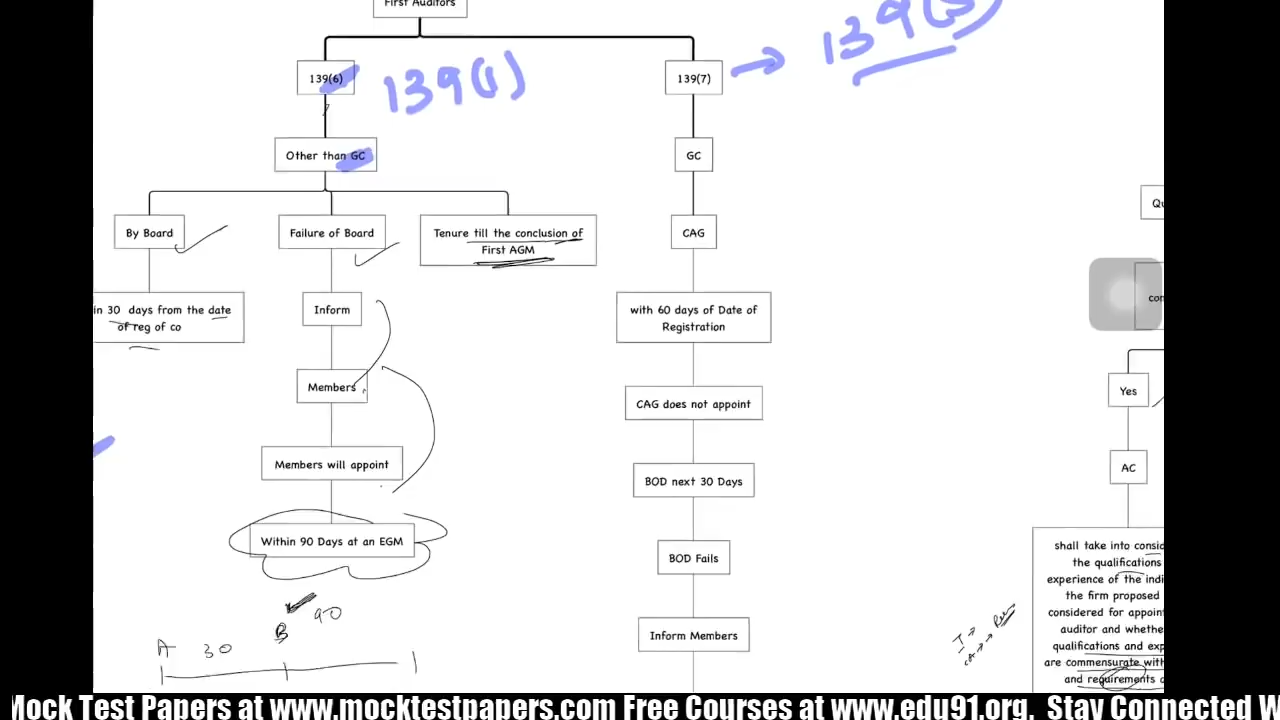 First Auditors
139(6)
139(1)
139(7)
Other than GC
GC
By Board
Failure of Board
Tenure till the conclusion of
First AGM
CAG
in 30 days from the date
of reg of co
Inform
with 60 days of Date of
Registration
Members
CAG does not appoint
Yes
Members will appoint
BOD next 30 Days
AC
Within 90 Days at an EGM
BOD Fails
shall take into consid
the qualifications
experience of the indi
the firm proposed
considered for appoint
auditor and whethe
qualifications and exp
are commensurate with
and requirements
Inform Members
A 30 B 90
Mock Test Papers at www.mocktestpapers.com Free Courses at www.edu91.org. Stay Connected W